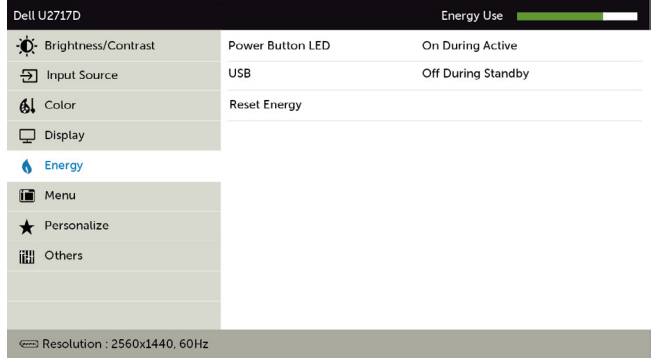 Dell U2717D Energy Use
Brightness/Contrast Power Button LED On During Active
Input Source USB Off During Standby
Color Reset Energy
Display
Energy
Menu
Personalize
Others
Resolution : 2560x1440, 60Hz